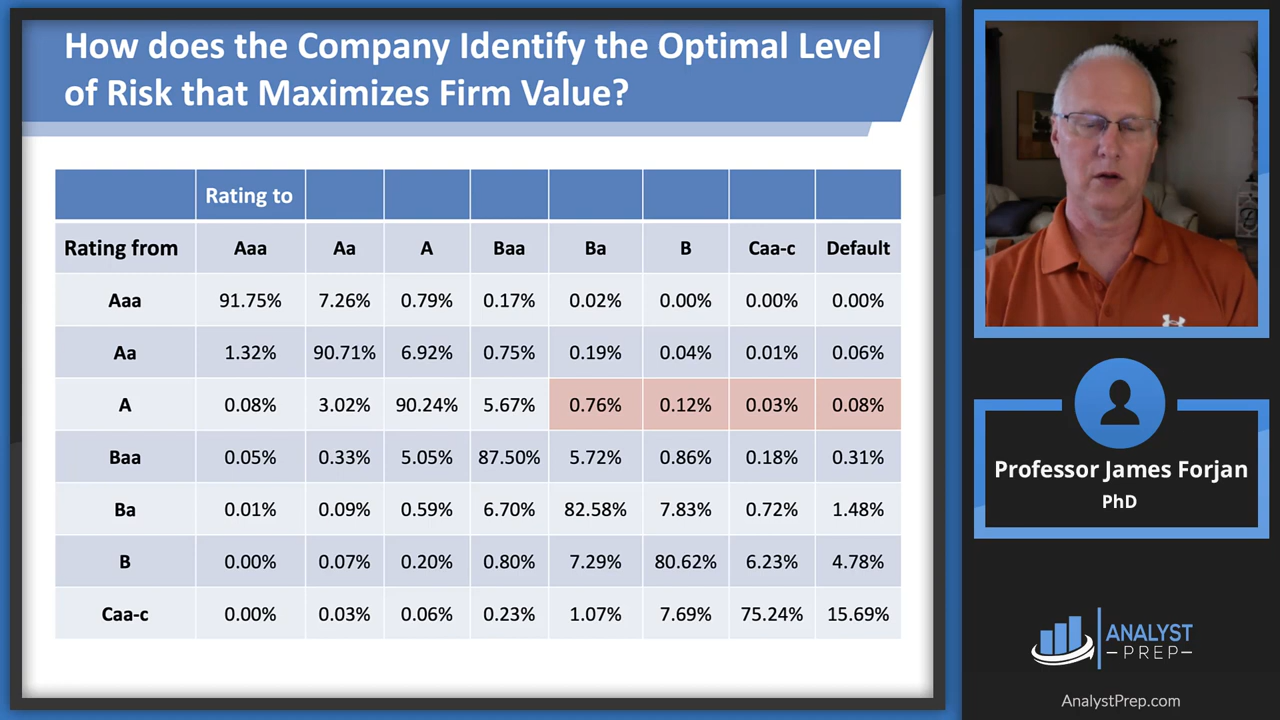 How does the Company Identify the Optimal Level
of Risk that Maximizes Firm Value?
Rating to
Rating from Aaa Aa A Baa Ba B Caa-c Default
Aaa 91.75% 7.26% 0.79% 0.17% 0.02% 0.00% 0.00% 0.00%
Aa 1.32% 90.71% 6.92% 0.75% 0.19% 0.04% 0.01% 0.06%
A 0.08% 3.02% 90.24% 5.67% 0.76% 0.12% 0.03% 0.08%
Baa 0.05% 0.33% 5.05% 87.50% 5.72% 0.86% 0.18% 0.31%
Ba 0.01% 0.09% 0.59% 6.70% 82.58% 7.83% 0.72% 1.48%
B 0.00% 0.07% 0.20% 0.80% 7.29% 80.62% 6.23% 4.78%
Caa-c 0.00% 0.03% 0.06% 0.23% 1.07% 7.69% 75.24% 15.69%
Professor James Forjan
PhD
ANALYST
PREP
AnalystPrep.com